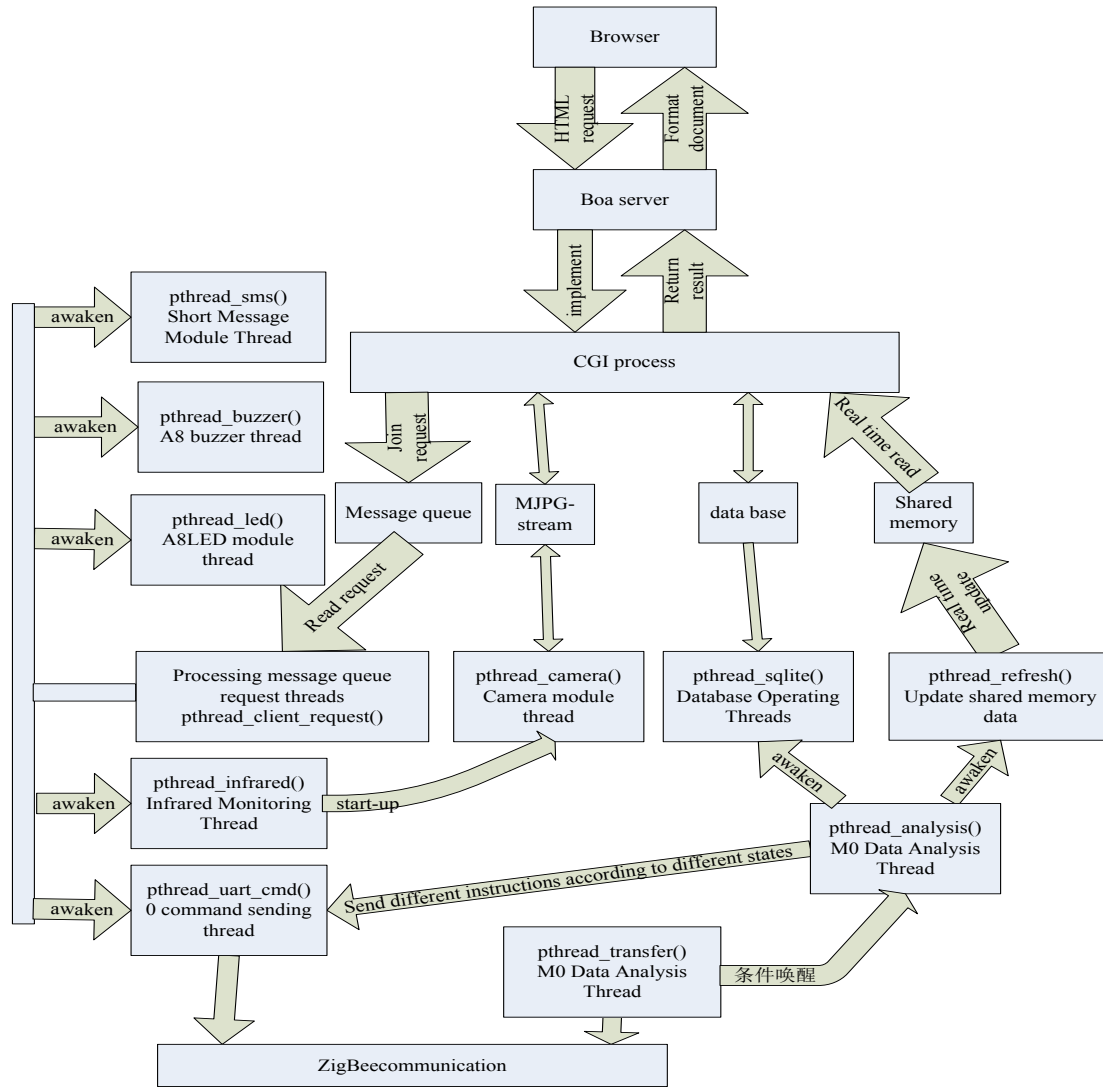 Browser
HTML
request
Format
document
Boa server
implement
Return
result
CGI process
awaken
pthread_sms()
Short Message
Module Thread
awaken
pthread_buzzer()
A8 buzzer thread
Join
request
Real time read
Message queue
MJPG-
stream
data base
Shared
memory
awaken
pthread_led()
A8LED module
thread
Read request
Real time
update
Processing message queue
request threads
pthread_client_request()
pthread_camera()
Camera module
thread
pthread_sqlite()
Database Operating
Threads
pthread_refresh()
Update shared memory
data
awaken
pthread_infrared()
Infrared Monitoring
Thread
start-up
awaken
awaken
pthread_analysis()
M0 Data Analysis
Thread
Send different instructions according to different states
awaken
pthread_uart_cmd()
0 command sending
thread
pthread_transfer()
M0 Data Analysis
Thread
条件唤醒
ZigBeecommunication